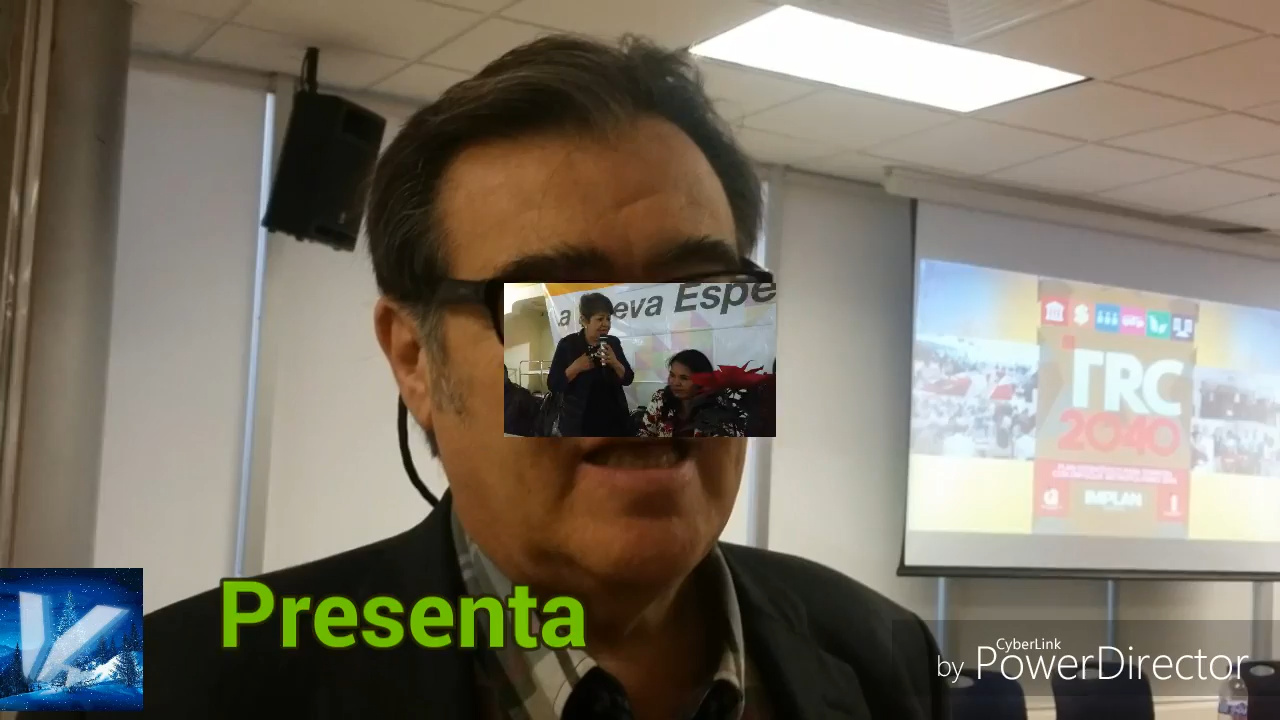 a Nueva Espe
TRC
2040
IMPLAN
Presenta
CyberLink
by PowerDirector